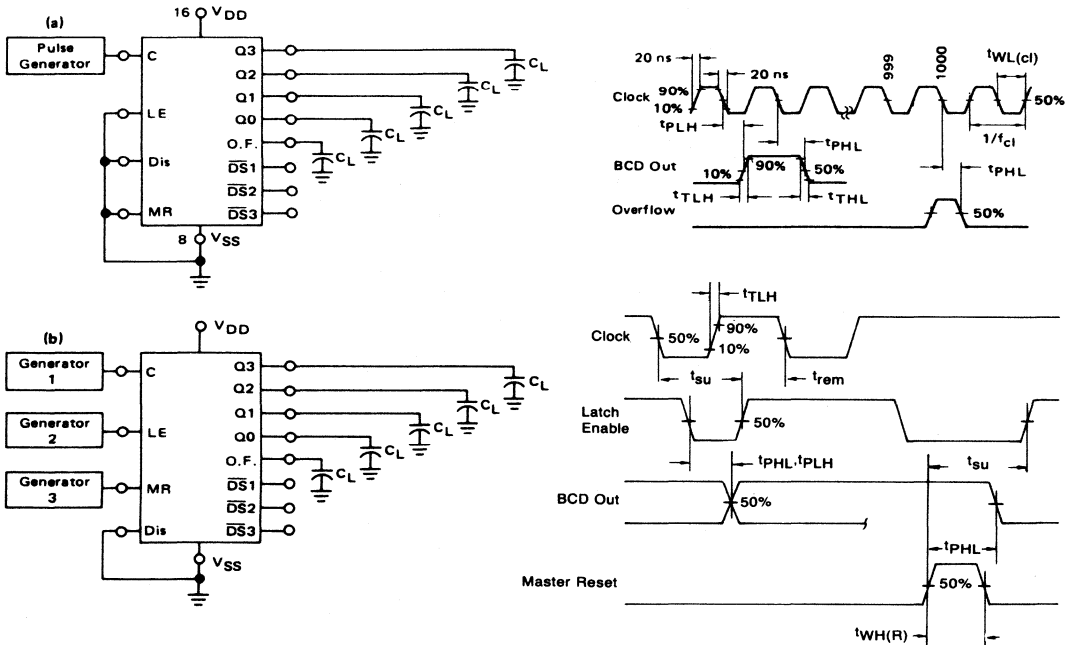 (a)
16 VDD
Pulse
Generator
C
LE
Dis
MR
Q3
Q2
Q1
Q0
O.F.
DS1
DS2
DS3
CL
CL
CL
CL
CL
8 VSS
20 ns
20 ns
999
1000
tWL(cl)
90%
10%
Clock
50%
tPLH
tPHL
1/fcl
BCD Out
10%
90%
50%
tPHL
tTLH
tTHL
Overflow
50%
(b)
VDD
Generator
1
Generator
2
Generator
3
C
LE
MR
Dis
Q3
Q2
Q1
Q0
O.F.
DS1
DS2
DS3
CL
CL
CL
CL
CL
VSS
tTLH
Clock
50%
90%
10%
tsu
trem
Latch
Enable
50%
tPHL,tPLH
tsu
BCD Out
50%
tPHL
Master Reset
50%
tWH(R)